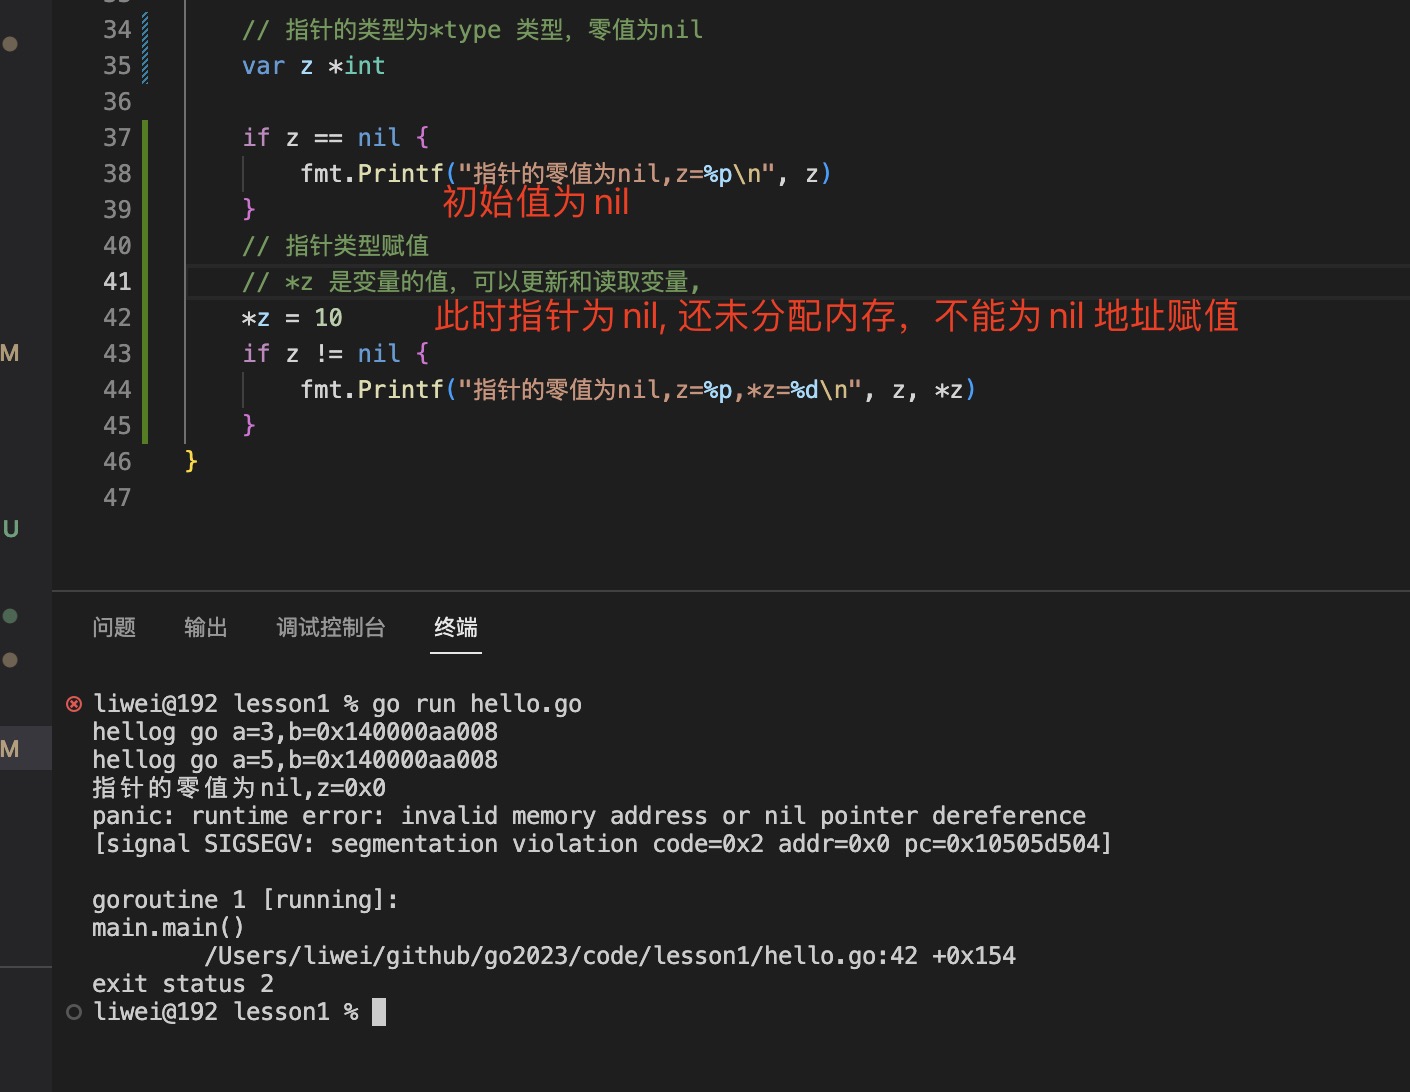 34 // 指针的类型为*type 类型，零值为nil
35 var z *int
36
37 if z == nil {
38 fmt.Printf("指针的零值为nil,z=%p\n", z)
初始值为 nil
39 }
40 // 指针类型赋值
41 // *z 是变量的值，可以更新和读取变量，
42 *z = 10 此时指针为 nil, 还未分配内存，不能为 nil 地址赋值
M 43 if z != nil {
44 fmt.Printf("指针的零值为nil,z=%p,*z=%d\n", z, *z)
45 }
46 }
47
U
问题 输出 调试控制台 终端
liwei@192 lesson1 % go run hello.go
hellog go a=3,b=0x140000aa008
M hellog go a=5,b=0x140000aa008
指针的零值为nil,z=0x0
panic: runtime error: invalid memory address or nil pointer dereference
[signal SIGSEGV: segmentation violation code=0x2 addr=0x0 pc=0x10505d504]
goroutine 1 [running]:
main.main()
/Users/liwei/github/go2023/code/lesson1/hello.go:42 +0x154
exit status 2
liwei@192 lesson1 %